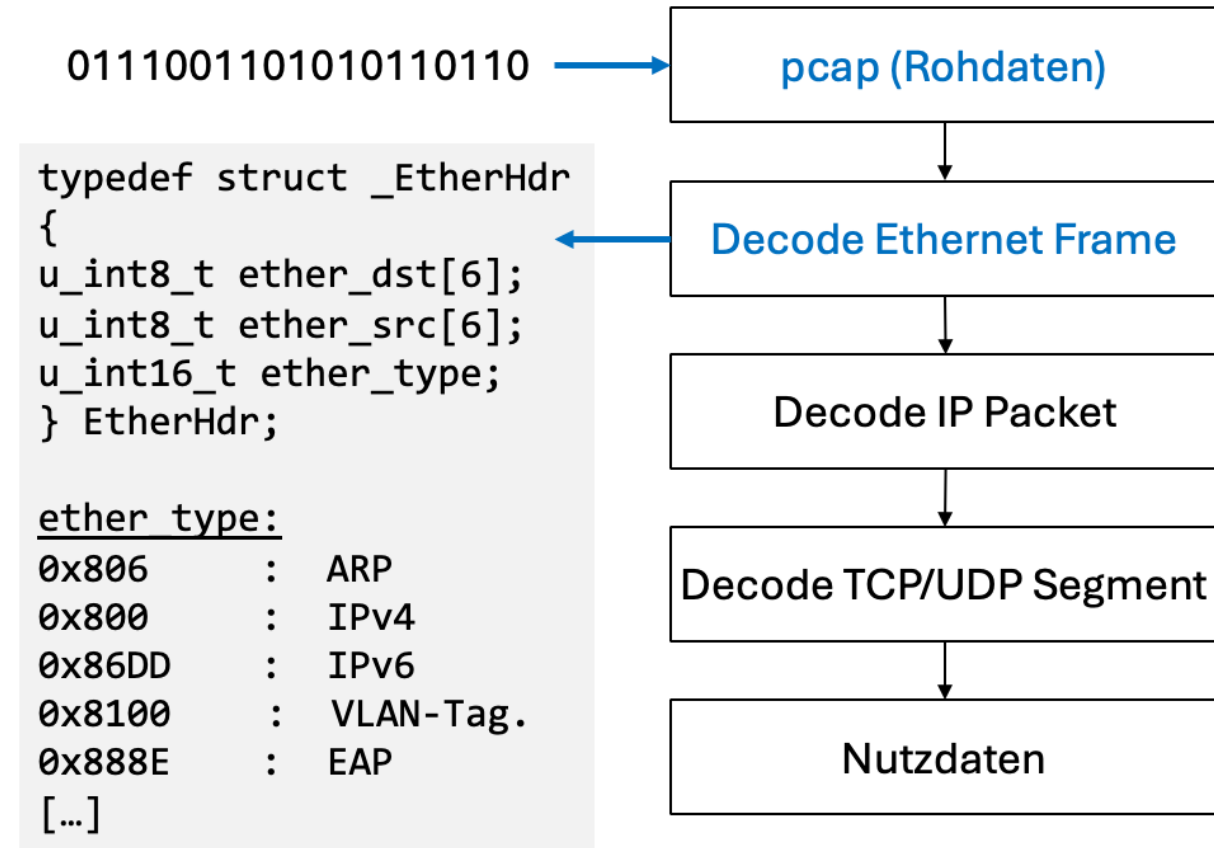 0111001101010110110
pcap (Rohdaten)
typedef struct _EtherHdr
{
u_int8_t ether_dst[6];
u_int8_t ether_src[6];
u_int16_t ether_type;
} EtherHdr;
ether_type:
0x806 : ARP
0x800 : IPv4
0x86DD : IPv6
0x8100 : VLAN-Tag.
0x888E : EAP
[…]
Decode Ethernet Frame
Decode IP Packet
Decode TCP/UDP Segment
Nutzdaten